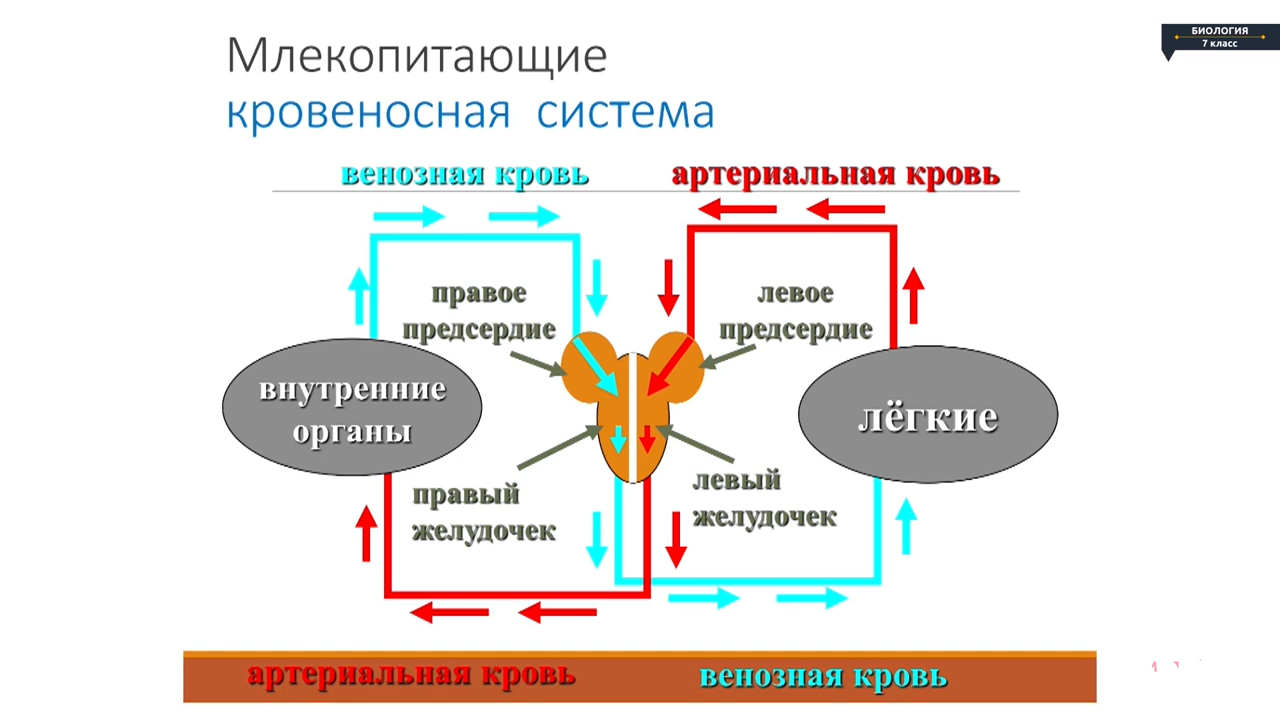 Млекопитающие
кровеносная система
БИОЛОГИЯ
7 класс
венозная кровь
артериальная кровь
правое
предсердие
левое
предсердие
внутренние
органы
лёгкие
правый
желудочек
левый
желудочек
артериальная кровь
венозная кровь